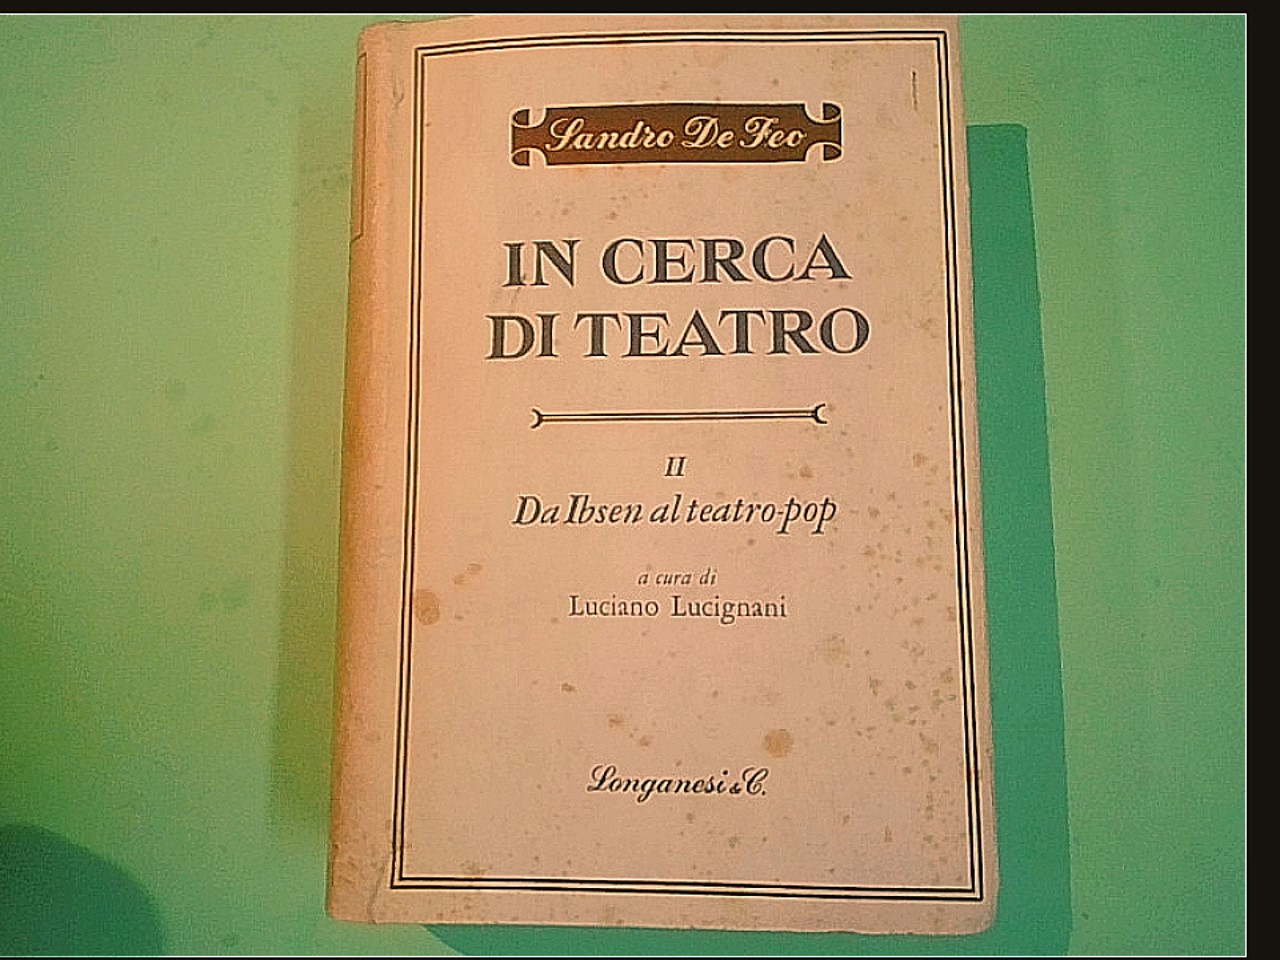 Sandro De Feo
IN CERCA
DI TEATRO
II
Da Ibsen al teatro-pop
a cura di
Luciano Lucignani
Longanesi & C.